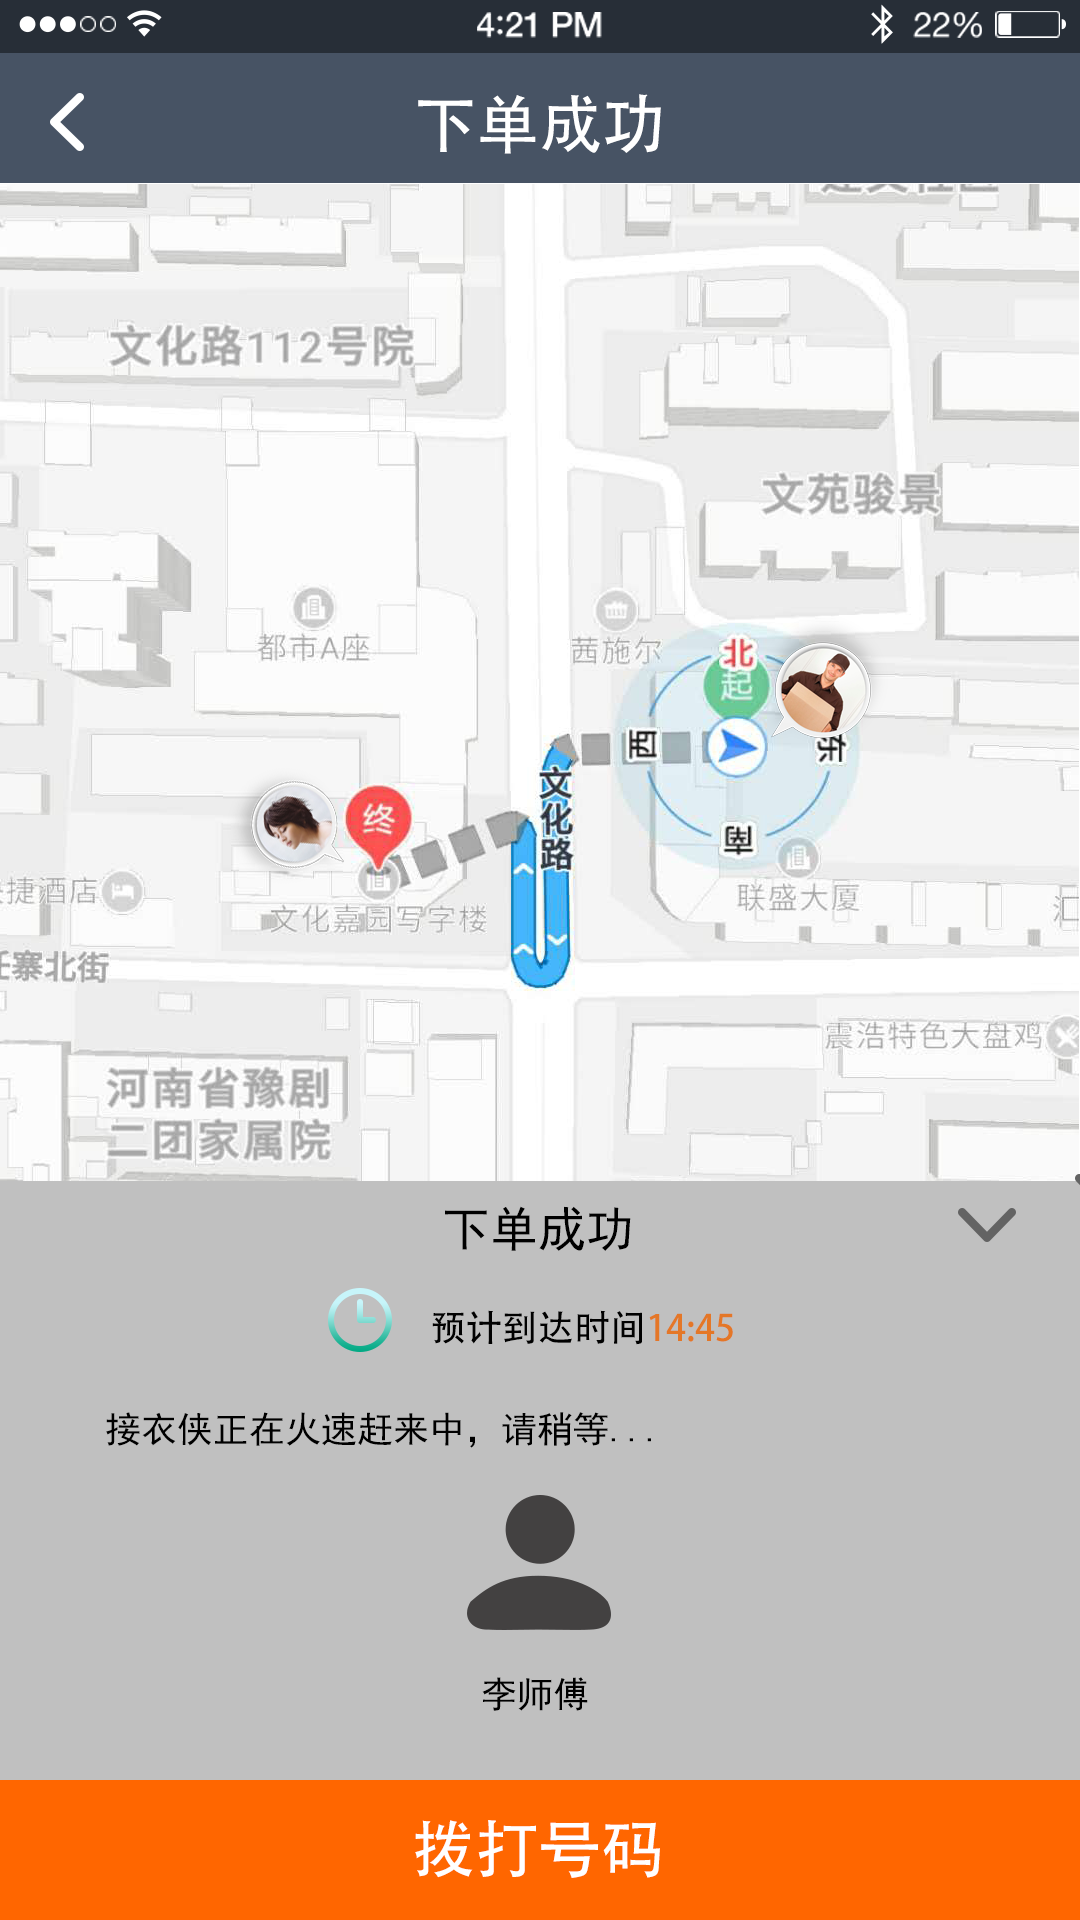 4:21 PM
22%
下单成功
文化路112号院
文苑骏景
都市A座
茜施尔
北
起
西
东
南
文化路
终
捷酒店
文化嘉园写字楼
联盛大厦
汇
寨北街
震浩特色大盘鸡
河南省豫剧
二团家属院
下单成功
预计到达时间14:45
接衣侠正在火速赶来中，请稍等...
李师傅
拨打号码